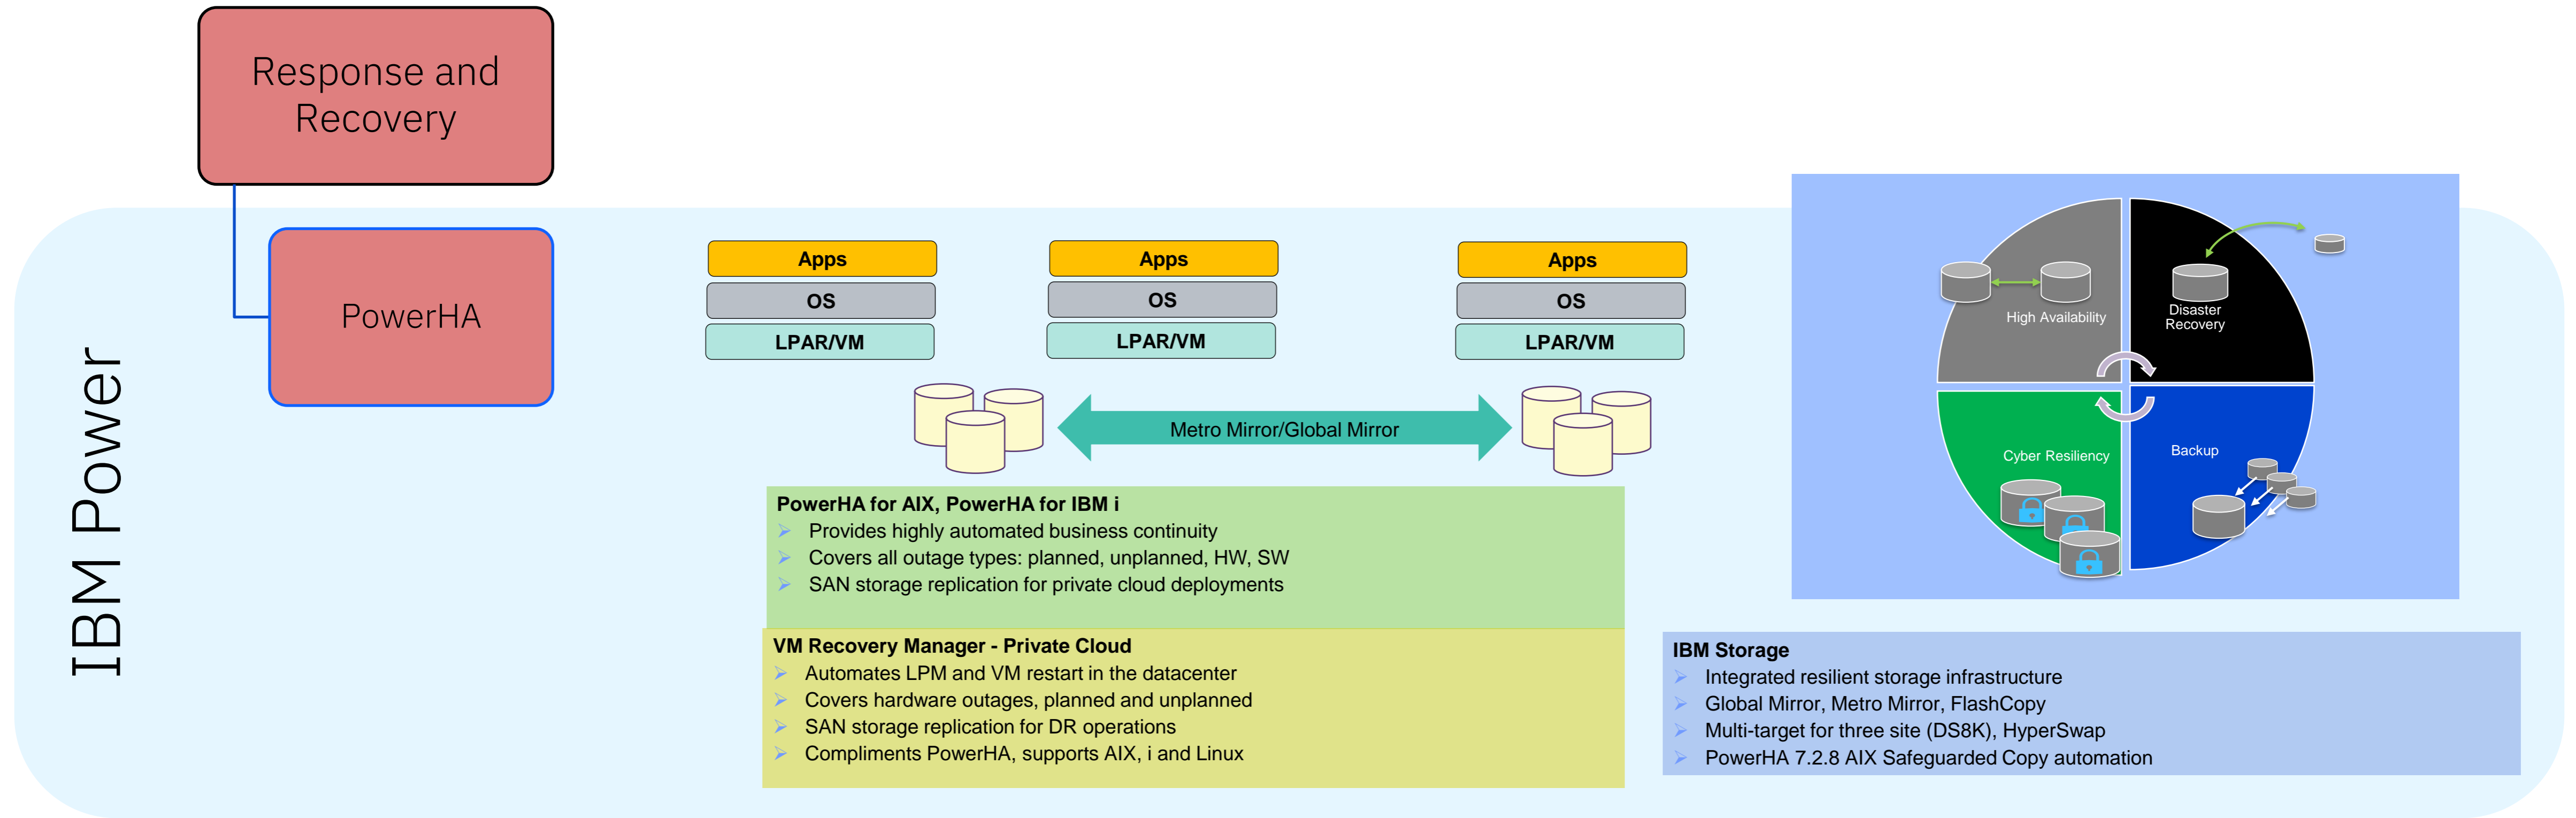 Response and
Recovery
PowerHA
IBM Power
Apps
OS
LPAR/VM
Apps
OS
LPAR/VM
Apps
OS
LPAR/VM
Metro Mirror/Global Mirror
PowerHA for AIX, PowerHA for IBM i
Provides highly automated business continuity
Covers all outage types: planned, unplanned, HW, SW
SAN storage replication for private cloud deployments
VM Recovery Manager - Private Cloud
Automates LPM and VM restart in the datacenter
Covers hardware outages, planned and unplanned
SAN storage replication for DR operations
Compliments PowerHA, supports AIX, i and Linux
High Availability
Disaster
Recovery
Cyber Resiliency
Backup
IBM Storage
Integrated resilient storage infrastructure
Global Mirror, Metro Mirror, FlashCopy
Multi-target for three site (DS8K), HyperSwap
PowerHA 7.2.8 AIX Safeguarded Copy automation